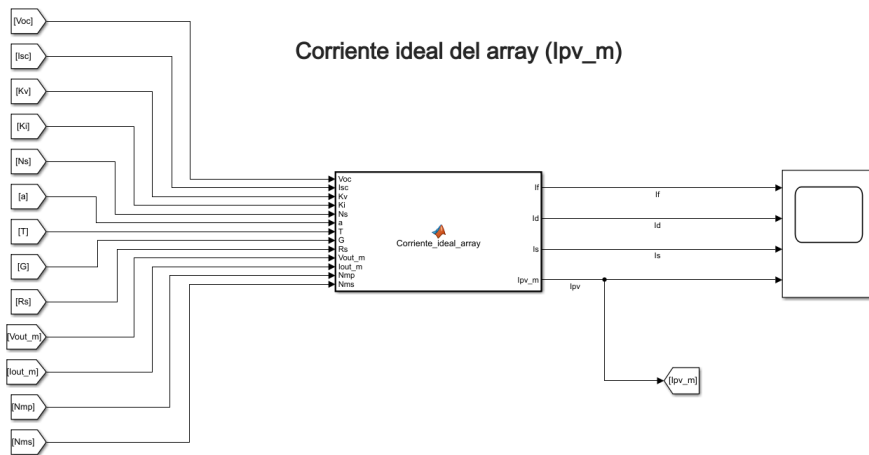 [Voc]
Corriente ideal del array (Ipv_m)
[Isc]
[Kv]
[Ki]
[Ns]
[a]
[T]
[G]
[Rs]
[Vout_m]
[Iout_m]
[Nmp]
[Nms]
Voc
Isc
Kv
Ki
Ns
a
T
G
Rs
Vout_m
Iout_m
Nmp
Nms
Corriente_ideal_array
If
Id
Is
Ipv_m
If
Id
Is
Ipv
[Ipv_m]